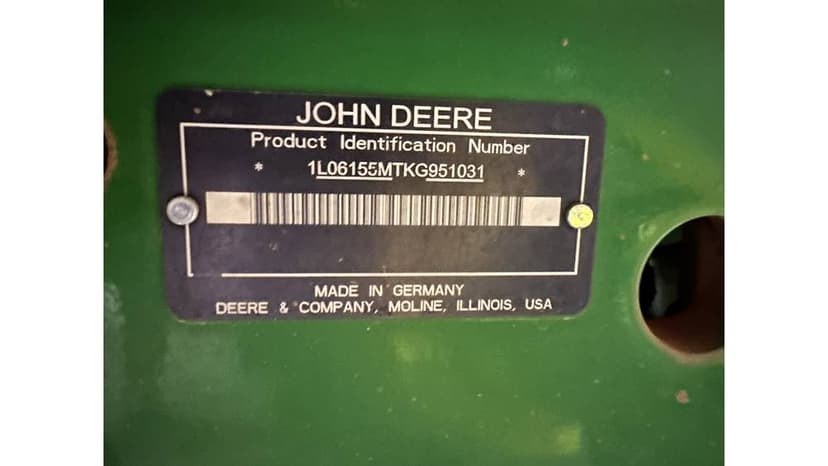 JOHN DEERE
Product Identification Number
* 1L06155MTKG951031 *
MADE IN GERMANY
DEERE & COMPANY, MOLINE, ILLINOIS, USA